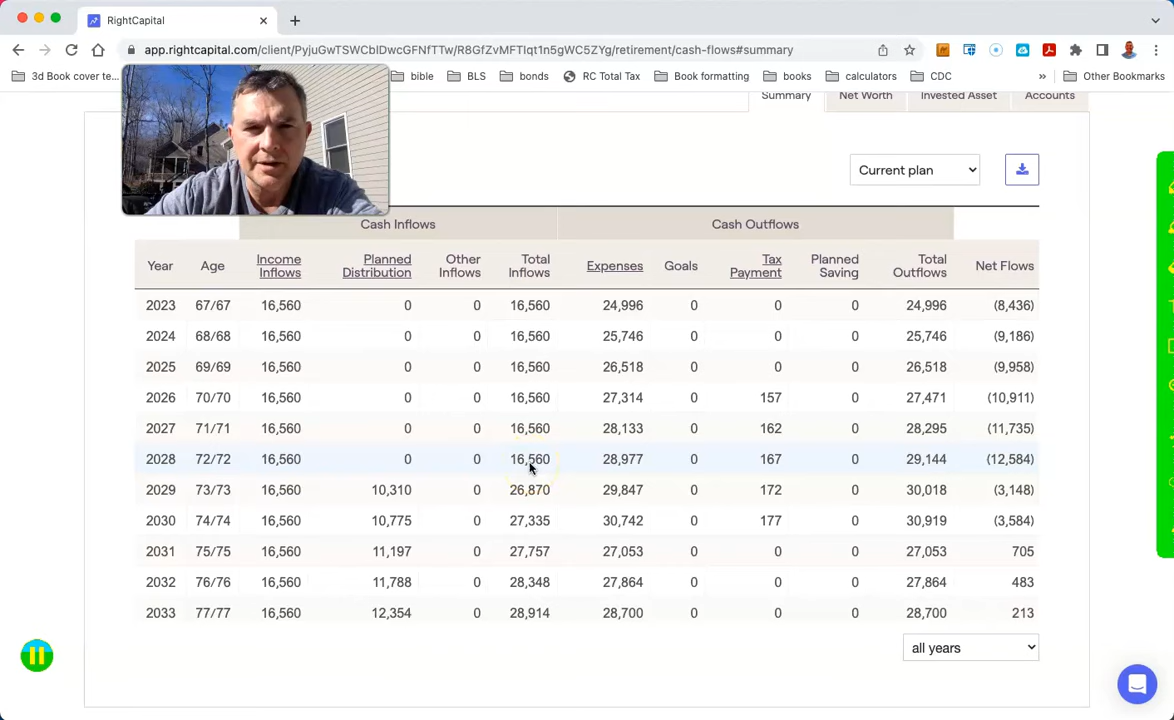 RightCapital
app.rightcapital.com/client/PyjuGwTSWCblDwcGFNfTTw/R8GfZvMFTIqt1n5gWC5ZYg/retirement/cash-flows#summary
3d Book cover te... bible BLS bonds RC Total Tax Book formatting books calculators CDC » Other Bookmarks
Summary Net Worth Invested Asset Accounts
Current plan
Cash Inflows Cash Outflows
Year Age Income Inflows Planned Distribution Other Inflows Total Inflows Expenses Goals Tax Payment Planned Saving Total Outflows Net Flows
2023 67/67 16,560 0 0 16,560 24,996 0 0 0 24,996 (8,436)
2024 68/68 16,560 0 0 16,560 25,746 0 0 0 25,746 (9,186)
2025 69/69 16,560 0 0 16,560 26,518 0 0 0 26,518 (9,958)
2026 70/70 16,560 0 0 16,560 27,314 0 157 0 27,471 (10,911)
2027 71/71 16,560 0 0 16,560 28,133 0 162 0 28,295 (11,735)
2028 72/72 16,560 0 0 16,560 28,977 0 167 0 29,144 (12,584)
2029 73/73 16,560 10,310 0 26,870 29,847 0 172 0 30,018 (3,148)
2030 74/74 16,560 10,775 0 27,335 30,742 0 177 0 30,919 (3,584)
2031 75/75 16,560 11,197 0 27,757 27,053 0 0 0 27,053 705
2032 76/76 16,560 11,788 0 28,348 27,864 0 0 0 27,864 483
2033 77/77 16,560 12,354 0 28,914 28,700 0 0 0 28,700 213
all years